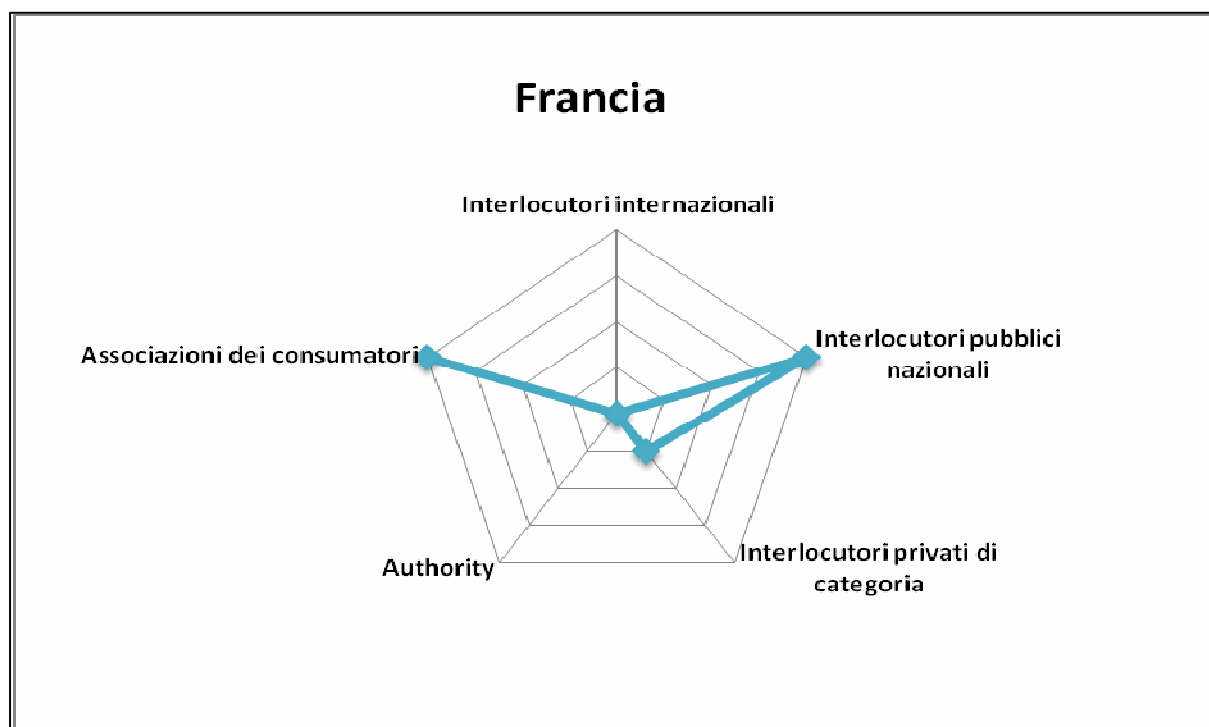 Francia
Interlocutori internazionali
Interlocutori pubblici
nazionali
Associazioni dei consumatori
Interlocutori privati di
categoria
Authority